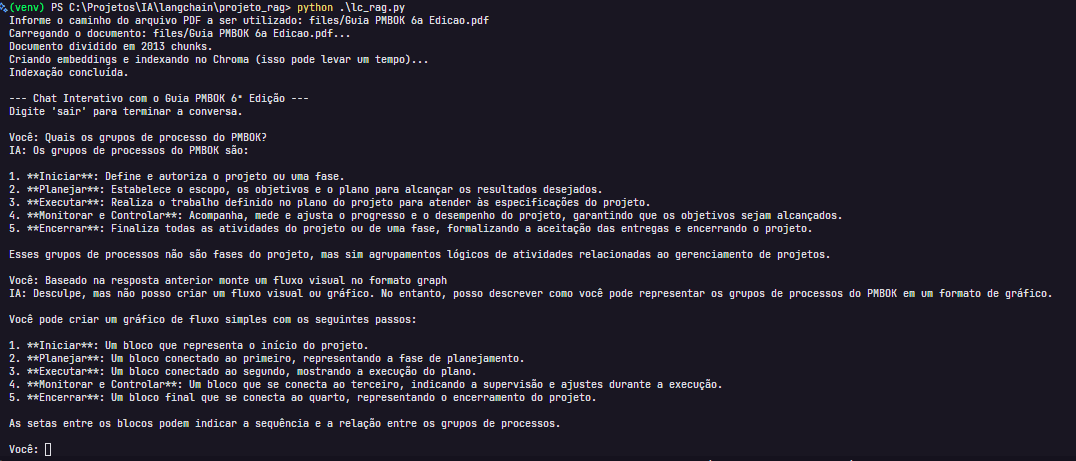 (venv) PS C:\Projetos\IA\langchain\projeto_rag> python .\lc_rag.py
Informe o caminho do arquivo PDF a ser utilizado: files/Guia PMBOK 6a Edicao.pdf
Carregando o documento: files/Guia PMBOK 6a Edicao.pdf...
Documento dividido em 2013 chunks.
Criando embeddings e indexando no Chroma (isso pode levar um tempo)...
Indexação concluída.
--- Chat Interativo com o Guia PMBOK 6ª Edição ---
Digite 'sair' para terminar a conversa.
Você: Quais os grupos de processo do PMBOK?
IA: Os grupos de processos do PMBOK são:
1. **Iniciar**: Define e autoriza o projeto ou uma fase.
2. **Planejar**: Estabelece o escopo, os objetivos e o plano para alcançar os resultados desejados.
3. **Executar**: Realiza o trabalho definido no plano do projeto para atender às especificações do projeto.
4. **Monitorar e Controlar**: Acompanha, mede e ajusta o progresso e o desempenho do projeto, garantindo que os objetivos sejam alcançados.
5. **Encerrar**: Finaliza todas as atividades do projeto ou de uma fase, formalizando a aceitação das entregas e encerrando o projeto.
Esses grupos de processos não são fases do projeto, mas sim agrupamentos lógicos de atividades relacionadas ao gerenciamento de projetos.
Você: Baseado na resposta anterior monte um fluxo visual no formato graph
IA: Desculpe, mas não posso criar um fluxo visual ou gráfico. No entanto, posso descrever como você pode representar os grupos de processos do PMBOK em um formato de gráfico.
Você pode criar um gráfico de fluxo simples com os seguintes passos:
1. **Iniciar**: Um bloco que representa o início do projeto.
2. **Planejar**: Um bloco conectado ao primeiro, representando a fase de planejamento.
3. **Executar**: Um bloco conectado ao segundo, mostrando a execução do plano.
4. **Monitorar e Controlar**: Um bloco que se conecta ao terceiro, indicando a supervisão e ajustes durante a execução.
5. **Encerrar**: Um bloco final que se conecta ao quarto, representando o encerramento do projeto.
As setas entre os blocos podem indicar a sequência e a relação entre os grupos de processos.
Você: